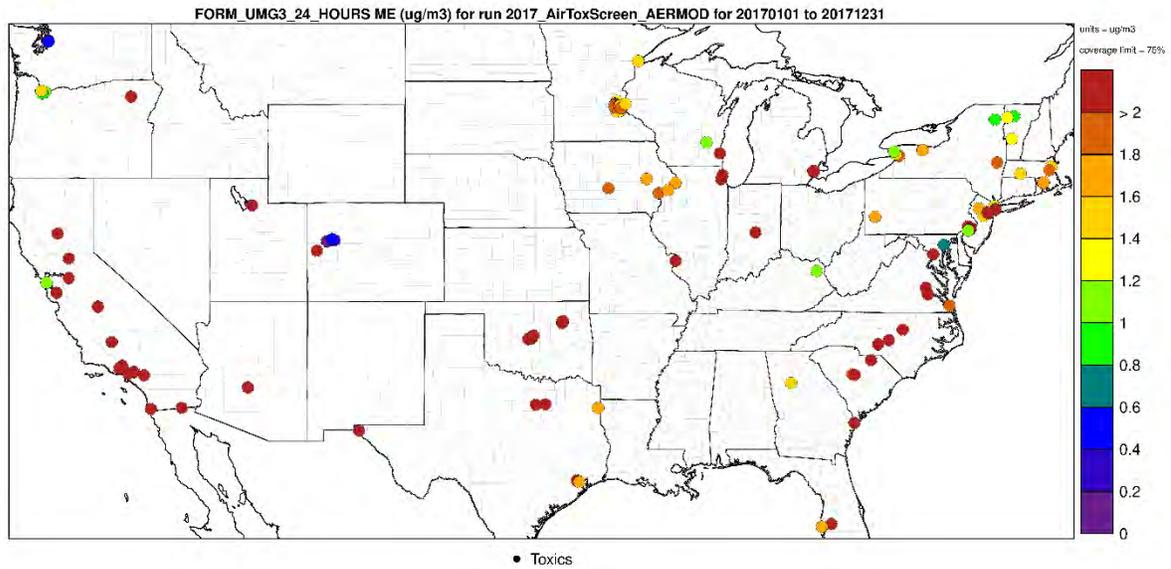 FORM_UMG3_24_HOURS ME (ug/m3) for run 2017_AirToxScreen_AERMOD for 20170101 to 20171231
units = ug/m3
coverage limit = 75%
> 2
1.8
1.6
1.4
1.2
1
0.8
0.6
0.4
0.2
0
Toxics